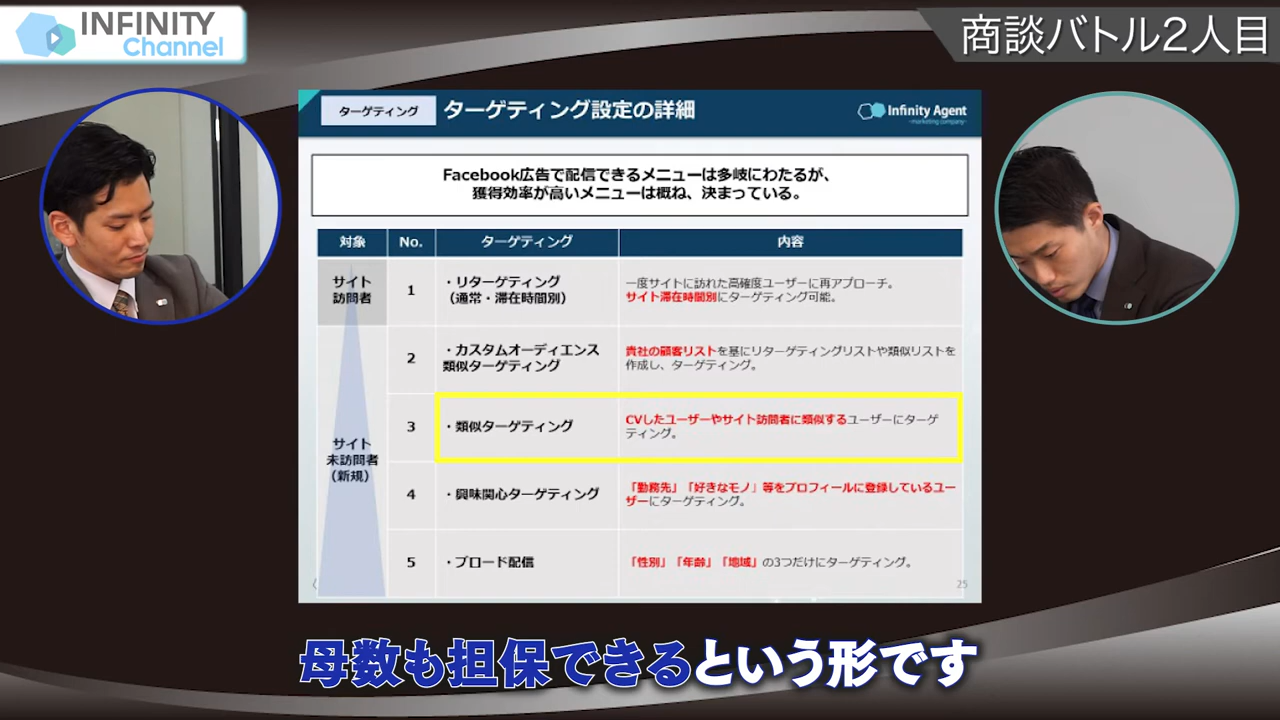 INFINITY
Channel
商談バトル2人目
ターゲティング
ターゲティング設定の詳細
Infinity Agent
-marketing company-
Facebook広告で配信できるメニューは多岐にわたるが、
獲得効率が高いメニューは概ね、決まっている。
対象
No.
ターゲティング
内容
サイト
訪問者
1
・リターゲティング
（通常・滞在時間別）
一度サイトに訪れた高確度ユーザーに再アプローチ。
サイト滞在時間別にターゲティング可能。
2
・カスタムオーディエンス
類似ターゲティング
貴社の顧客リストを基にリターゲティングリストや類似リストを
作成し、ターゲティング。
3
・類似ターゲティング
CVしたユーザーやサイト訪問者に類似するユーザーにターゲ
ティング。
サイト
未訪問者
（新規）
4
・興味関心ターゲティング
「勤務先」「好きなモノ」等をプロフィールに登録しているユー
ザーにターゲティング。
5
・ブロード配信
「性別」「年齢」「地域」の3つだけにターゲティング。
25
母数も担保できるという形です